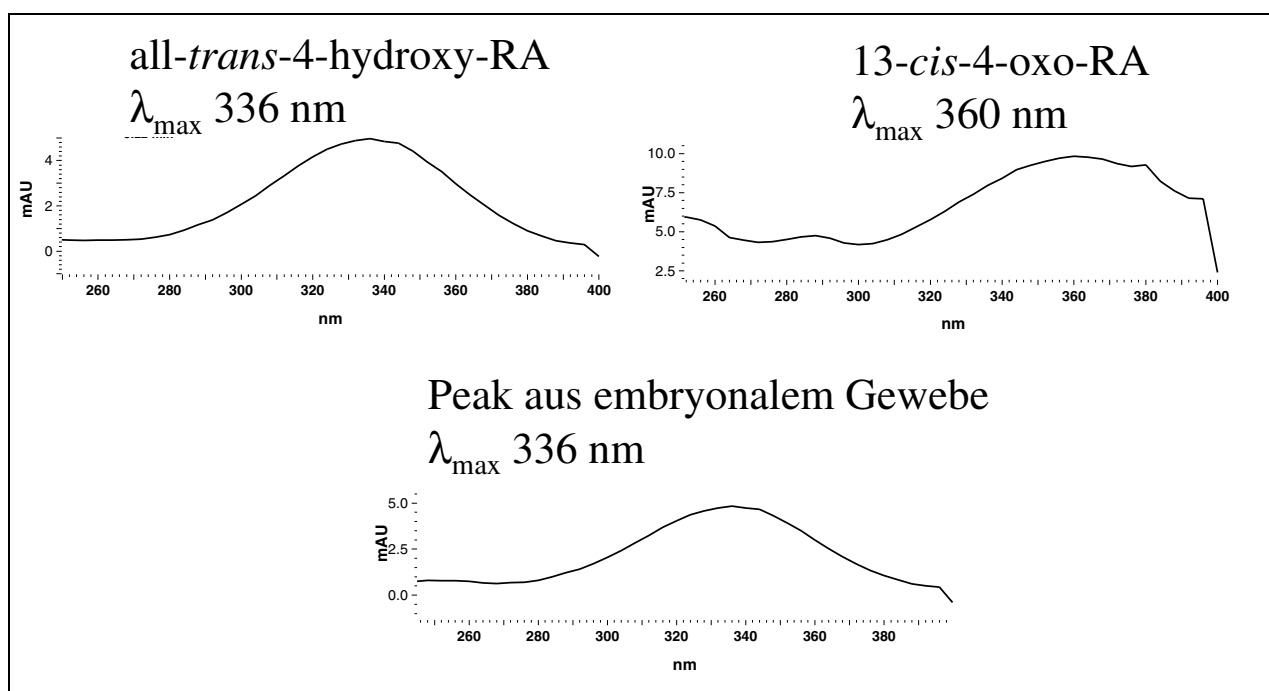 all-trans-4-hydroxy-RA
λmax 336 nm
4
2
0
mAU
260 280 300 320 340 360 380 400
nm
13-cis-4-oxo-RA
λmax 360 nm
10.0
7.5
5.0
2.5
mAU
260 280 300 320 340 360 380 400
nm
Peak aus embryonalem Gewebe
λmax 336 nm
5.0
2.5
0.0
mAU
260 280 300 320 340 360 380
nm